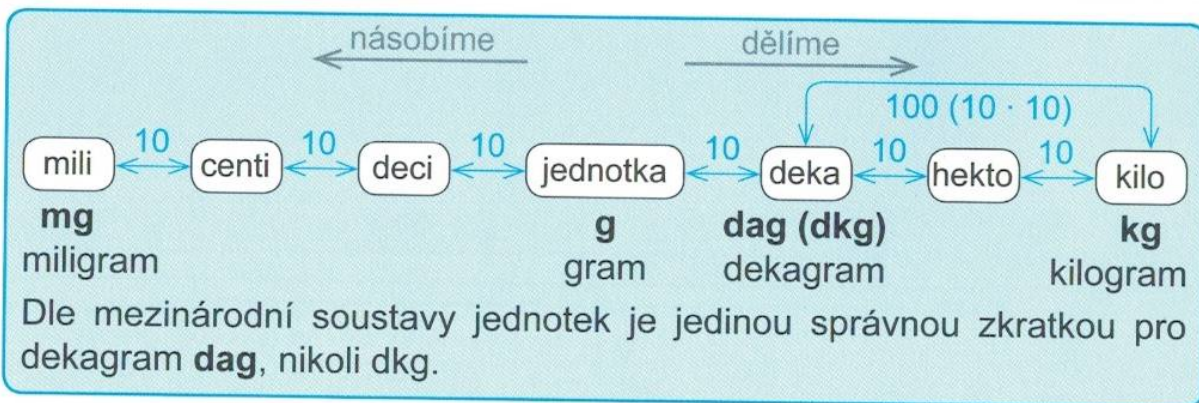 násobíme dělíme
100 (10 · 10)
10 10 10 10 10 10
mili centi deci jednotka deka hekto kilo
mg g dag (dkg) kg
miligram gram dekagram kilogram
Dle mezinárodní soustavy jednotek je jedinou správnou zkratkou pro
dekagram dag, nikoli dkg.